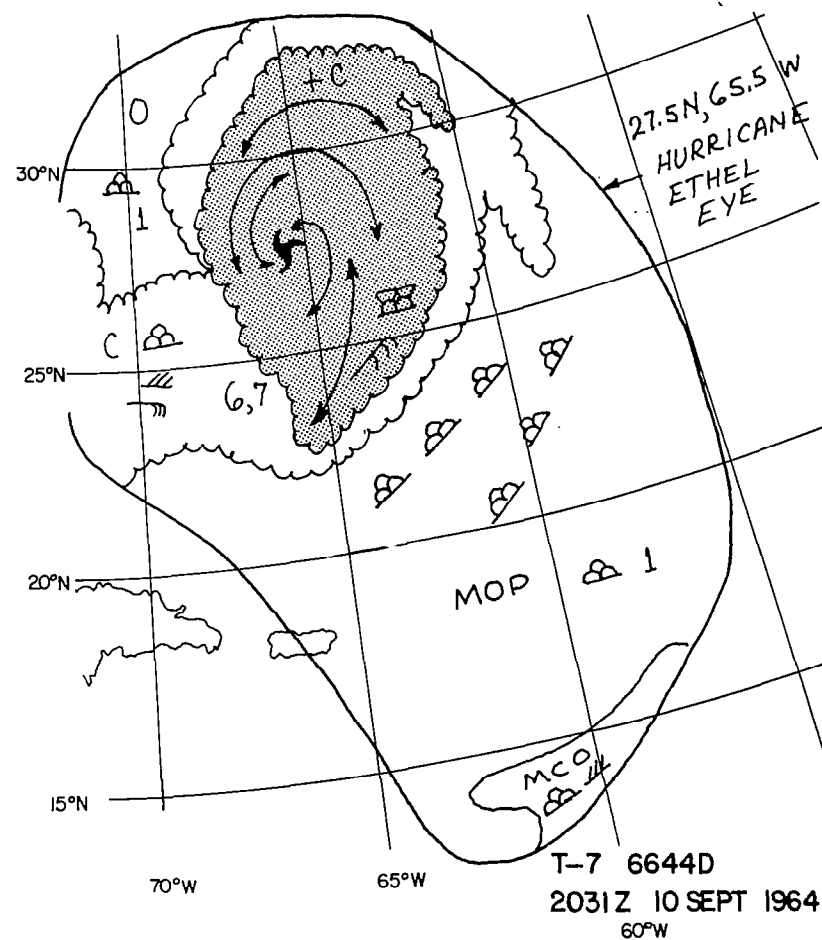 +C
O
27.5N, 65.5 W
HURRICANE
ETHEL
EYE
30°N
1
C
25°N
6,7
20°N
MOP
1
MCO
15°N
T-7 6644D
70°W
65°W
2031Z 10 SEPT 1964
60°W